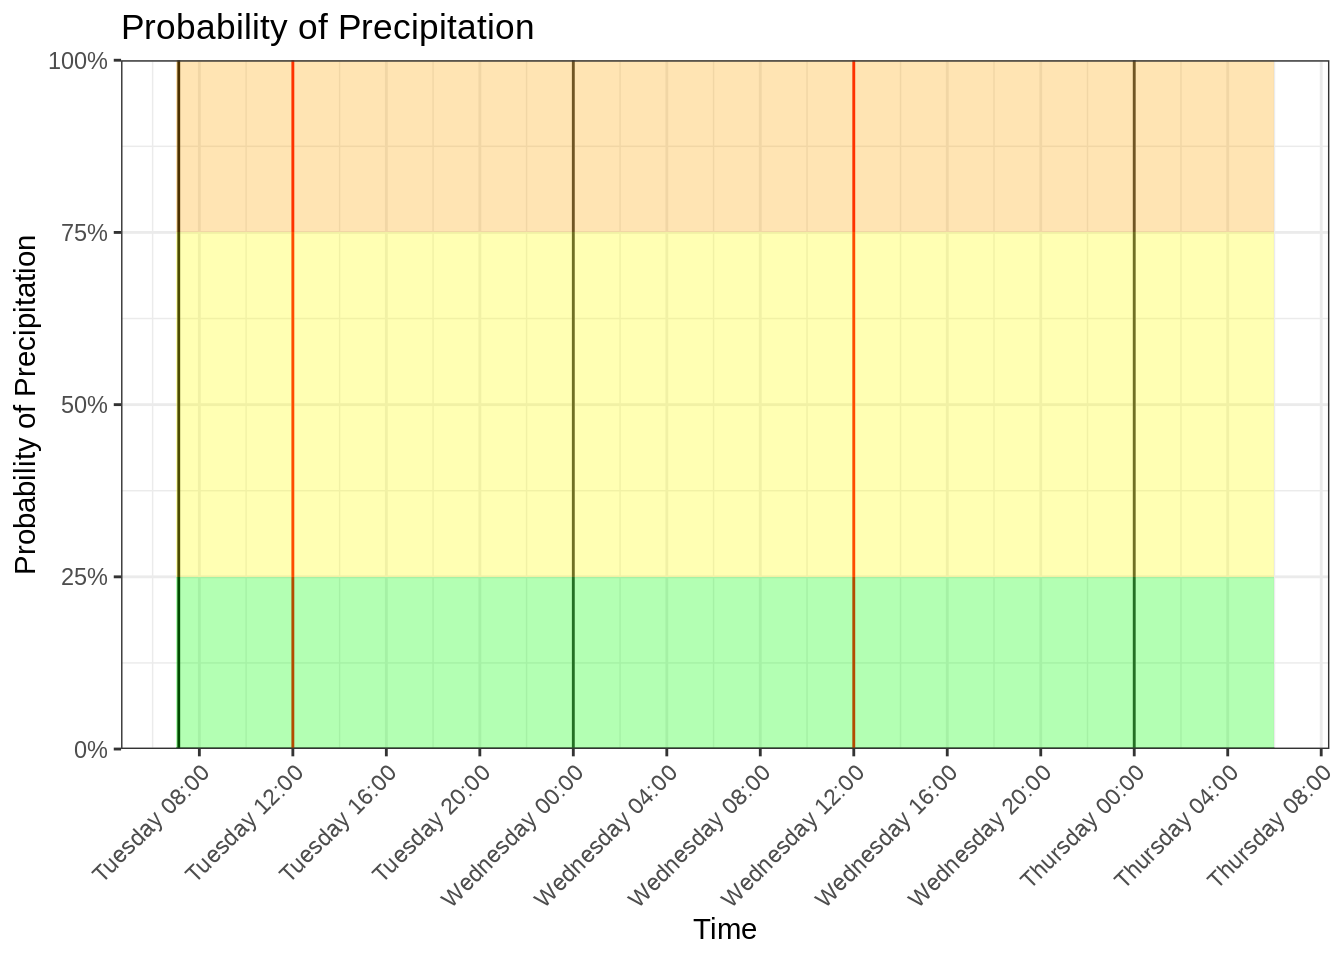 Probability of Precipitation
100%
75%
50%
25%
0%
Probability of Precipitation
Tuesday 08:00
Tuesday 12:00
Tuesday 16:00
Tuesday 20:00
Wednesday 00:00
Wednesday 04:00
Wednesday 08:00
Wednesday 12:00
Wednesday 16:00
Wednesday 20:00
Thursday 00:00
Thursday 04:00
Thursday 08:00
Time